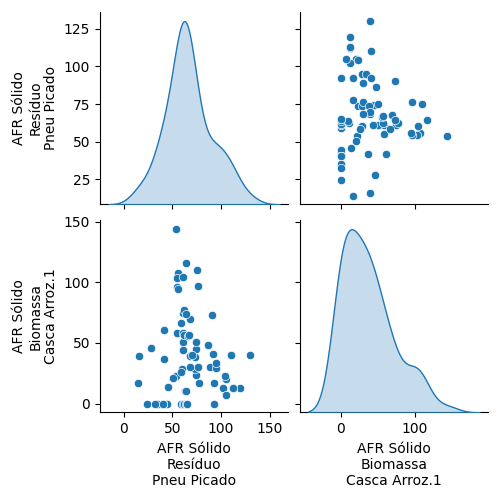 AFR Sólido
Resíduo
Pneu Picado
125
100
75
50
25
AFR Sólido
Biomassa
Casca Arroz.1
150
100
50
0
0
50
100
150
AFR Sólido
Resíduo
Pneu Picado
0
100
AFR Sólido
Biomassa
Casca Arroz.1